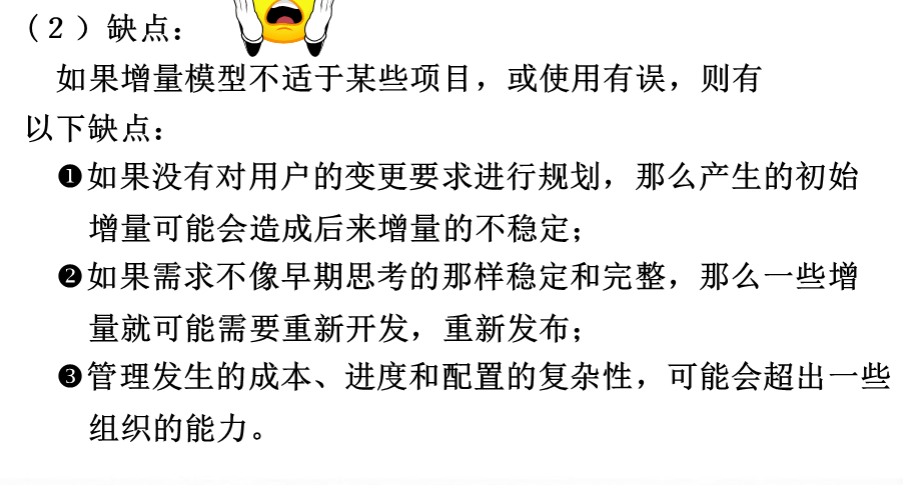 （2）缺点：
如果增量模型不适于某些项目，或使用有误，则有
以下缺点：
❶如果没有对用户的变更要求进行规划，那么产生的初始
增量可能会造成后来增量的不稳定；
❷如果需求不像早期思考的那样稳定和完整，那么一些增
量就可能需要重新开发，重新发布；
❸管理发生的成本、进度和配置的复杂性，可能会超出一些
组织的能力。